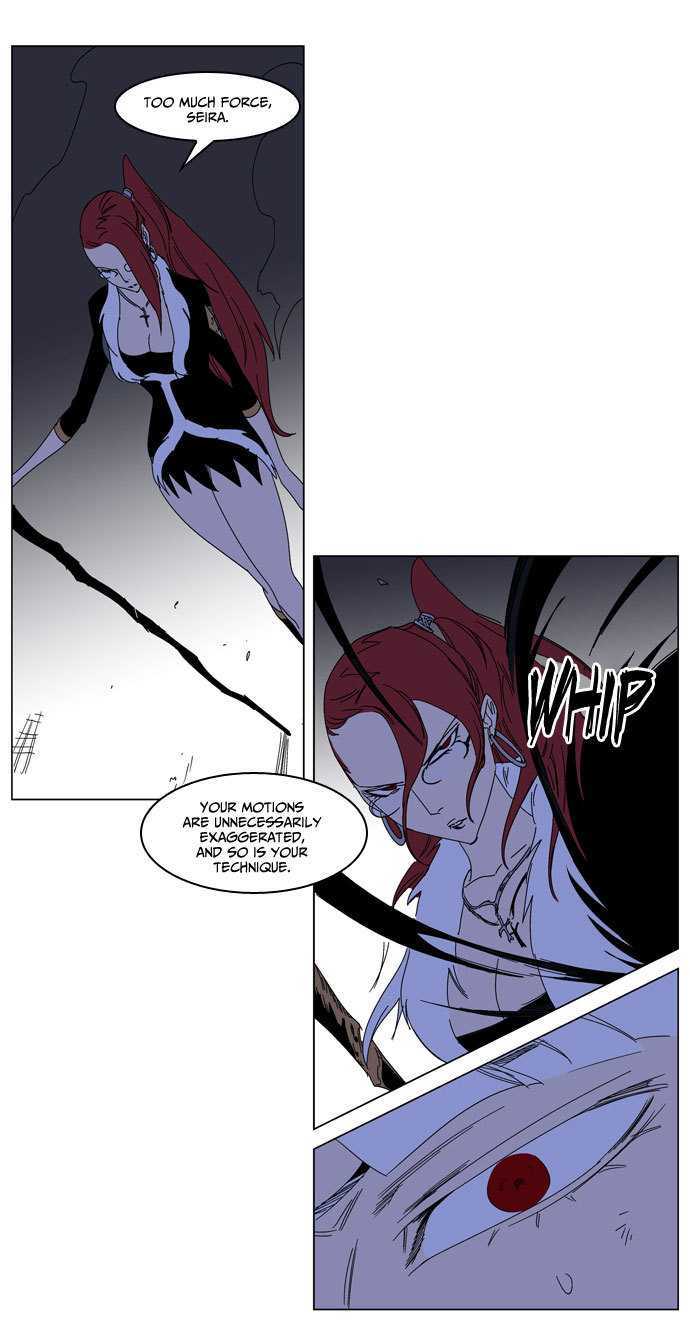 TOO MUCH FORCE,
SEIRA.
WHIP
YOUR MOTIONS
ARE UNNECESSARILY
EXAGGERATED,
AND SO IS YOUR
TECHNIQUE.